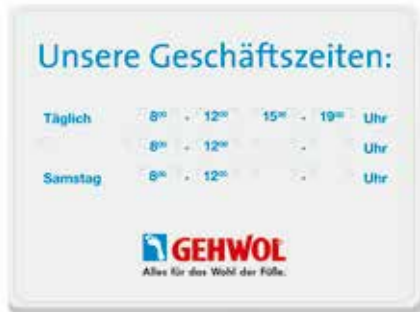 Unsere Geschäftszeiten:
Täglich 8⁰⁰ - 12⁰⁰ 15⁰⁰ - 19⁰⁰ Uhr
8⁰⁰ - 12⁰⁰ - Uhr
Samstag 8⁰⁰ - 12⁰⁰ - Uhr
GEHWOL
Alles für das Wohl der Füße.